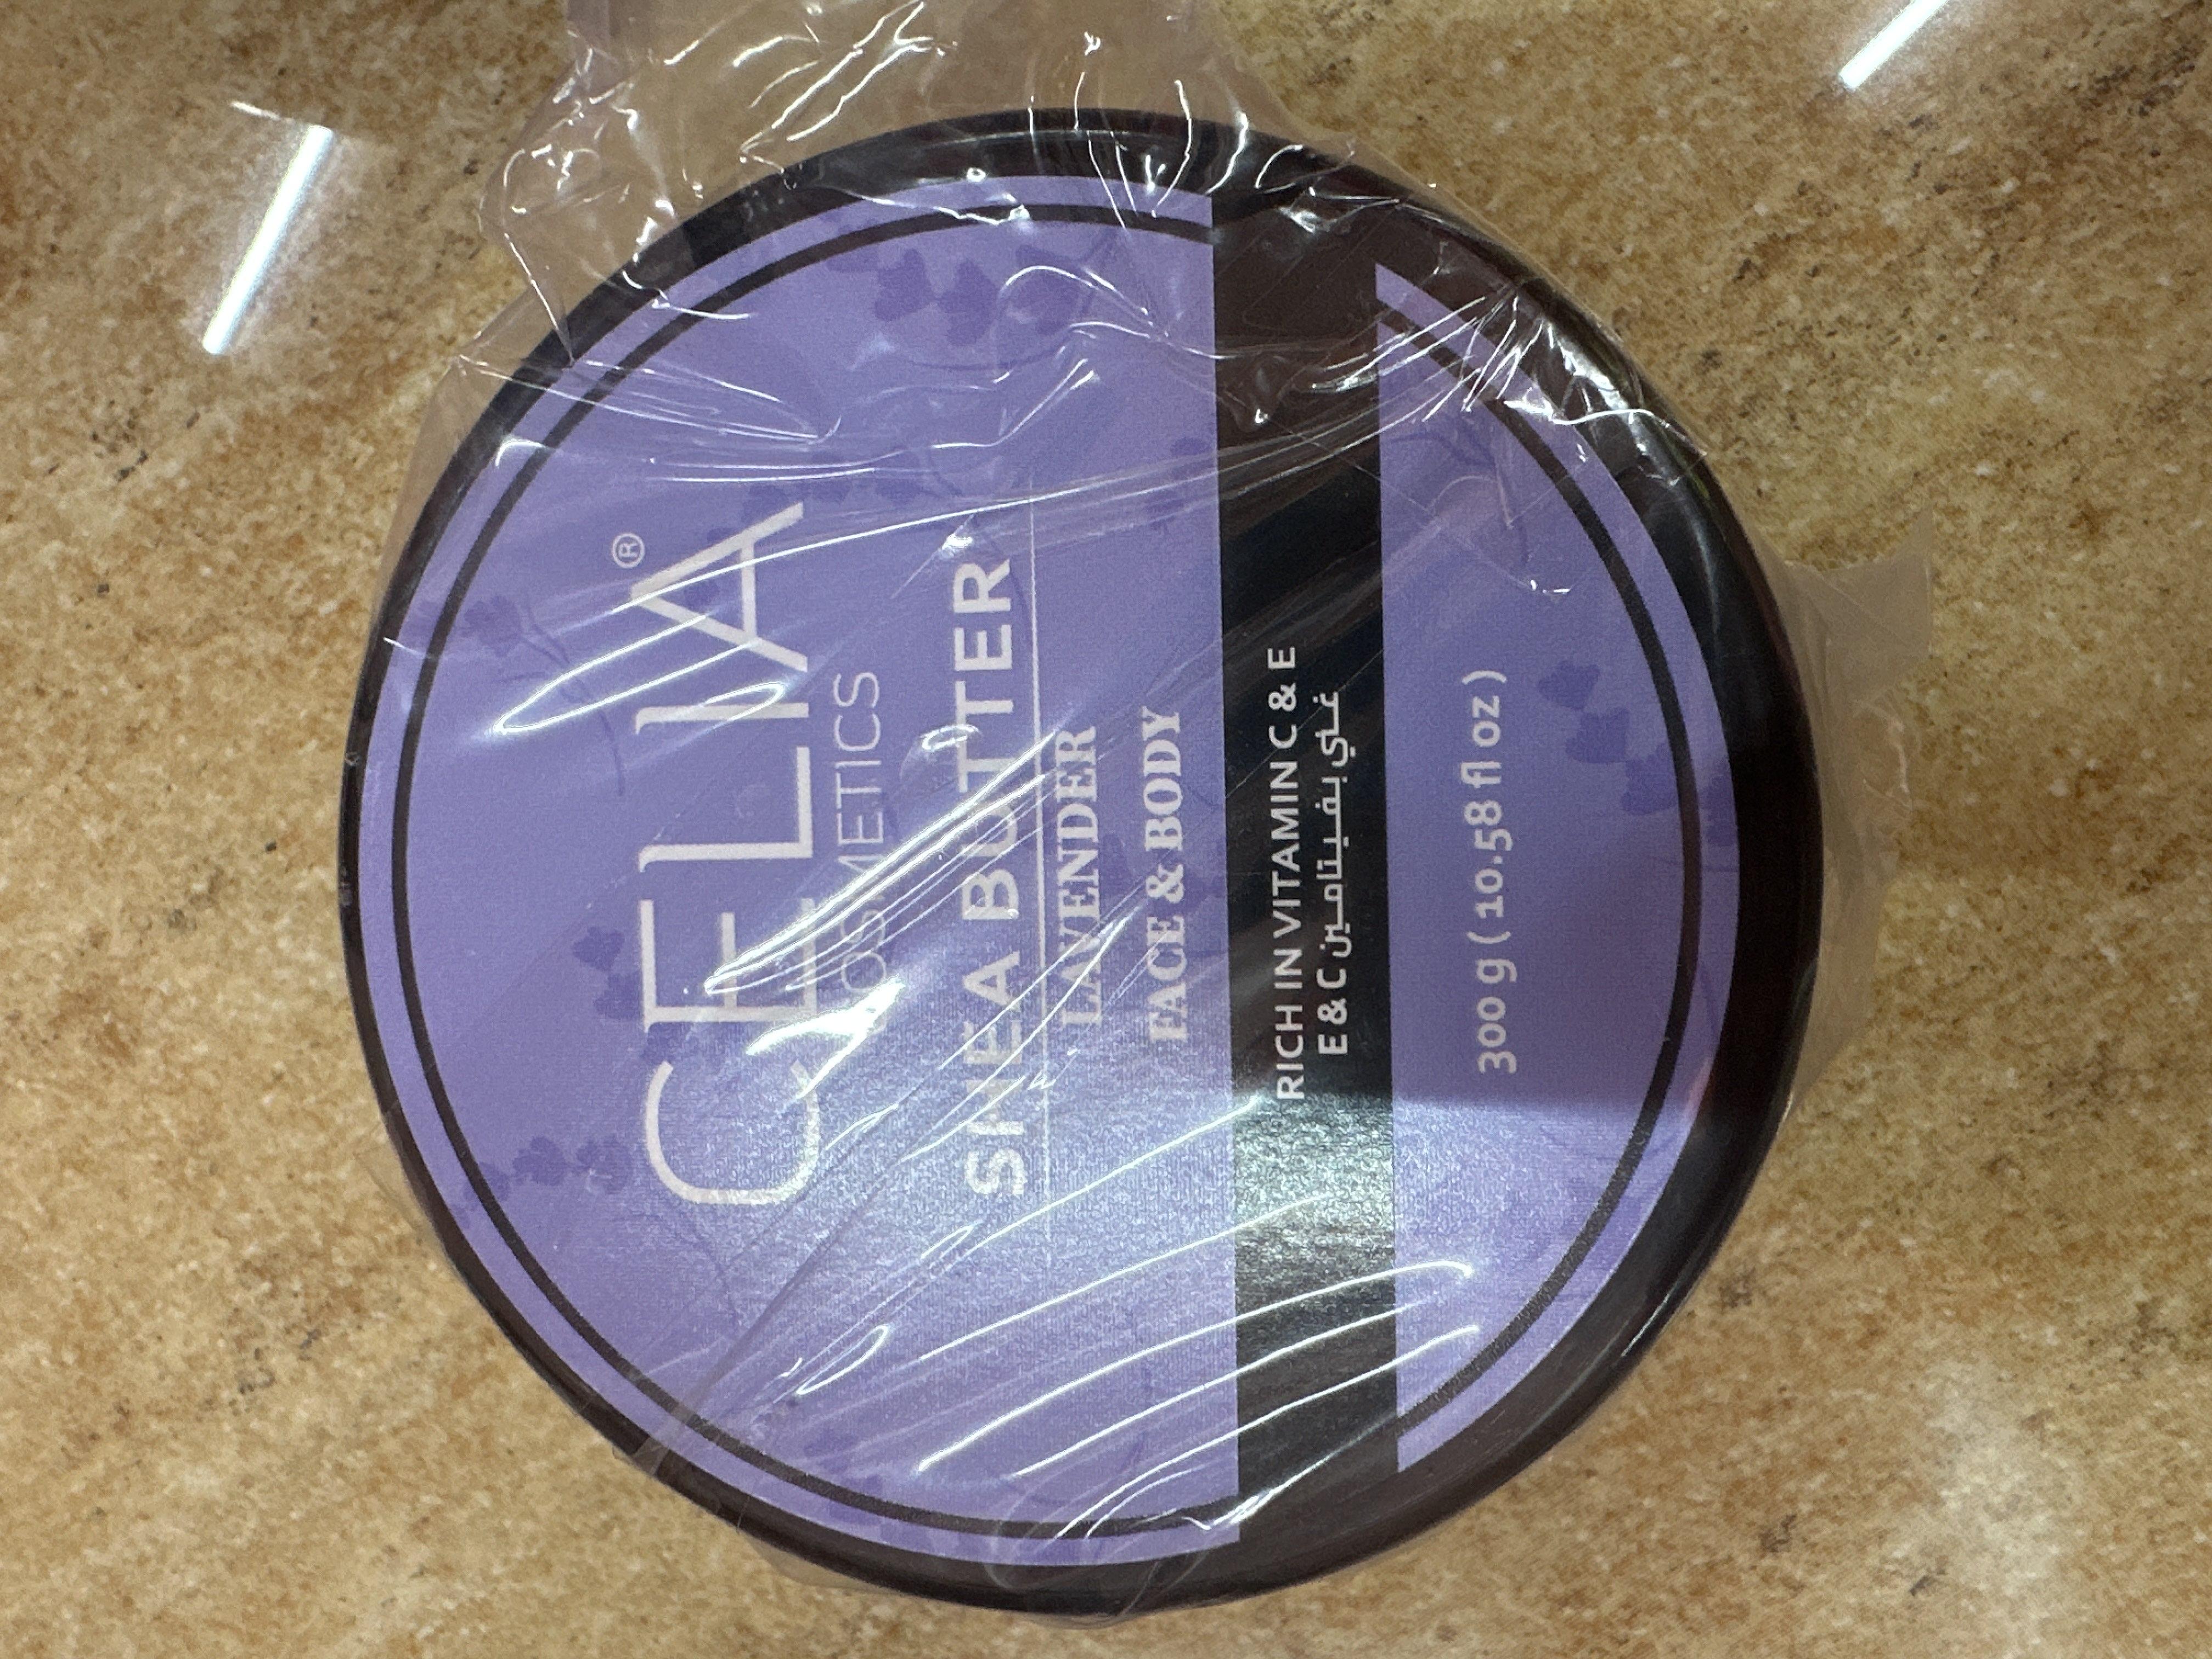 CELIA®
COSMETICS
SHEA BUTTER
LAVENDER
FACE & BODY
RICH IN VITAMIN C & E
غني بفيتامين E & C
300 g ( 10.58 fl oz )